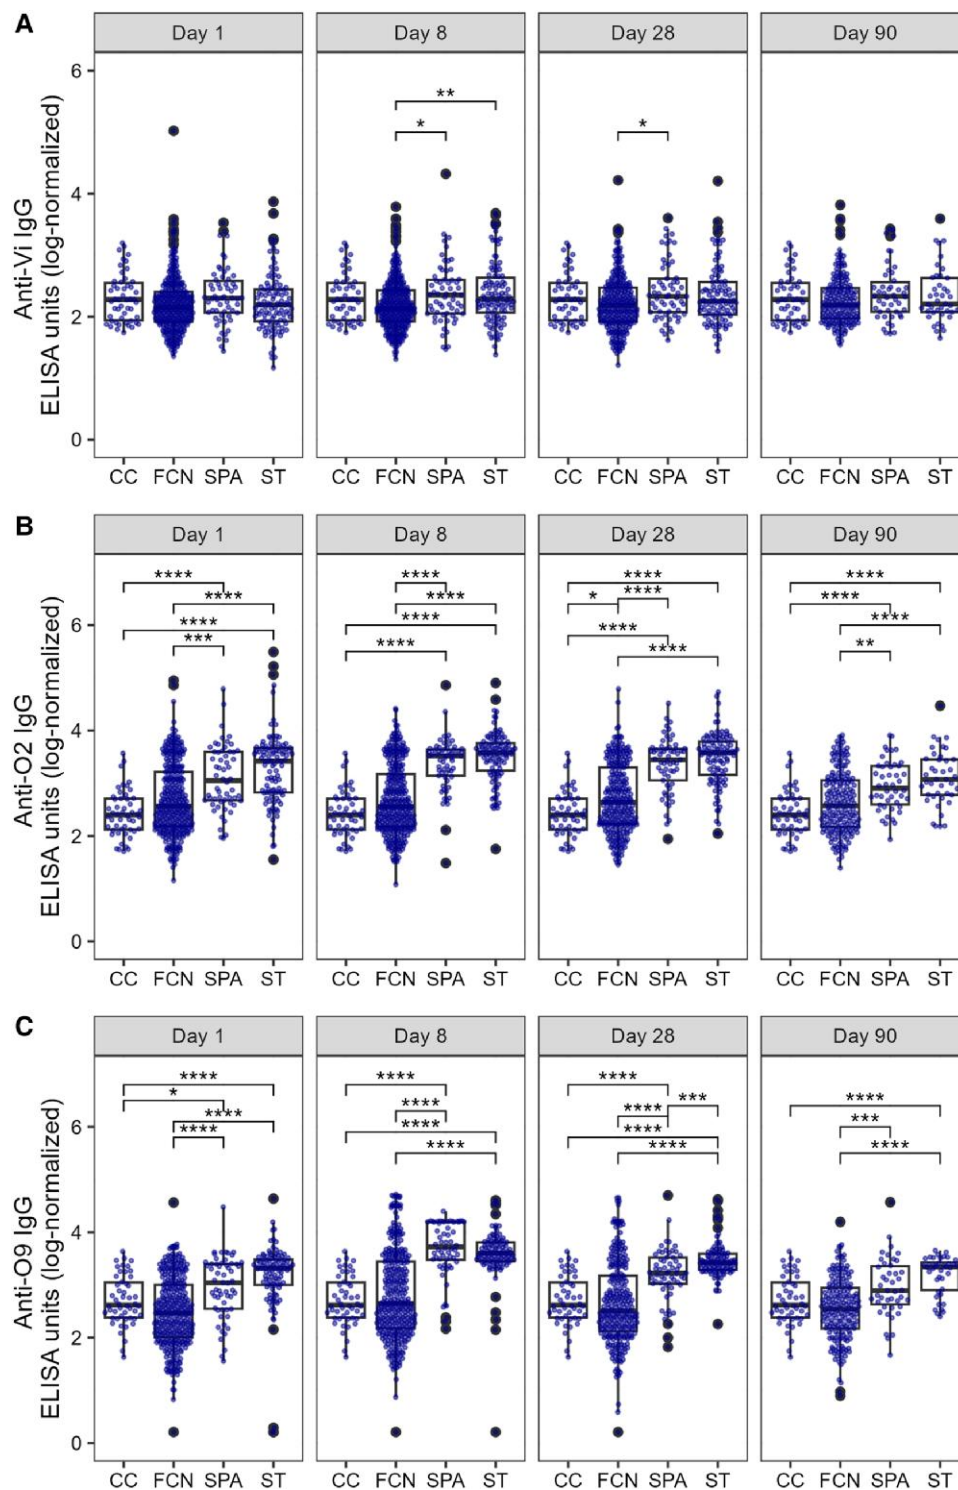 A
Day 1 Day 8 Day 28 Day 90
Anti-Vi IgG
ELISA units (log-normalized)
6
4
2
0
**
*
*
CC FCN SPA ST CC FCN SPA ST CC FCN SPA ST CC FCN SPA ST
B
Day 1 Day 8 Day 28 Day 90
Anti-O2 IgG
ELISA units (log-normalized)
6
4
2
0
**** **** **** ****
**** **** * **** ****
**** **** **** ****
*** **** **** **
CC FCN SPA ST CC FCN SPA ST CC FCN SPA ST CC FCN SPA ST
C
Day 1 Day 8 Day 28 Day 90
Anti-O9 IgG
ELISA units (log-normalized)
6
4
2
0
**** **** **** ****
* **** *** ***
**** **** **** ****
**** **** ****
****
CC FCN SPA ST CC FCN SPA ST CC FCN SPA ST CC FCN SPA ST